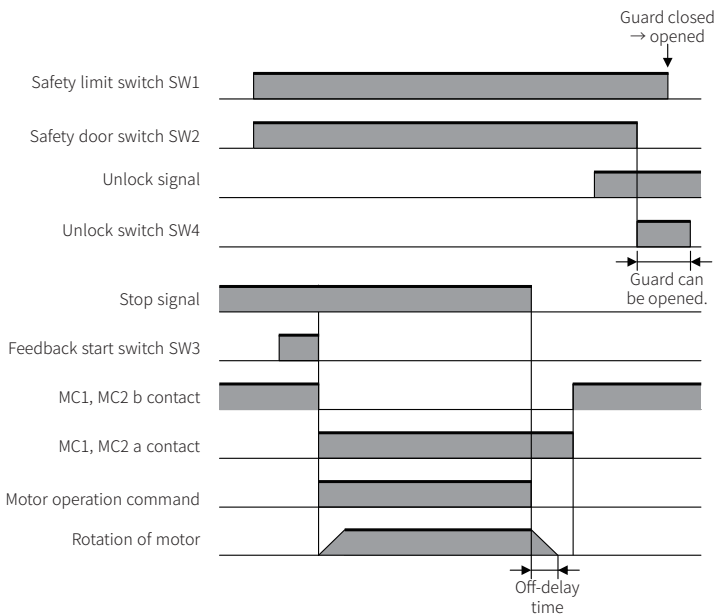 Guard closed
→ opened
Safety limit switch SW1
Safety door switch SW2
Unlock signal
Unlock switch SW4
Guard can
be opened.
Stop signal
Feedback start switch SW3
MC1, MC2 b contact
MC1, MC2 a contact
Motor operation command
Rotation of motor
Off-delay
time